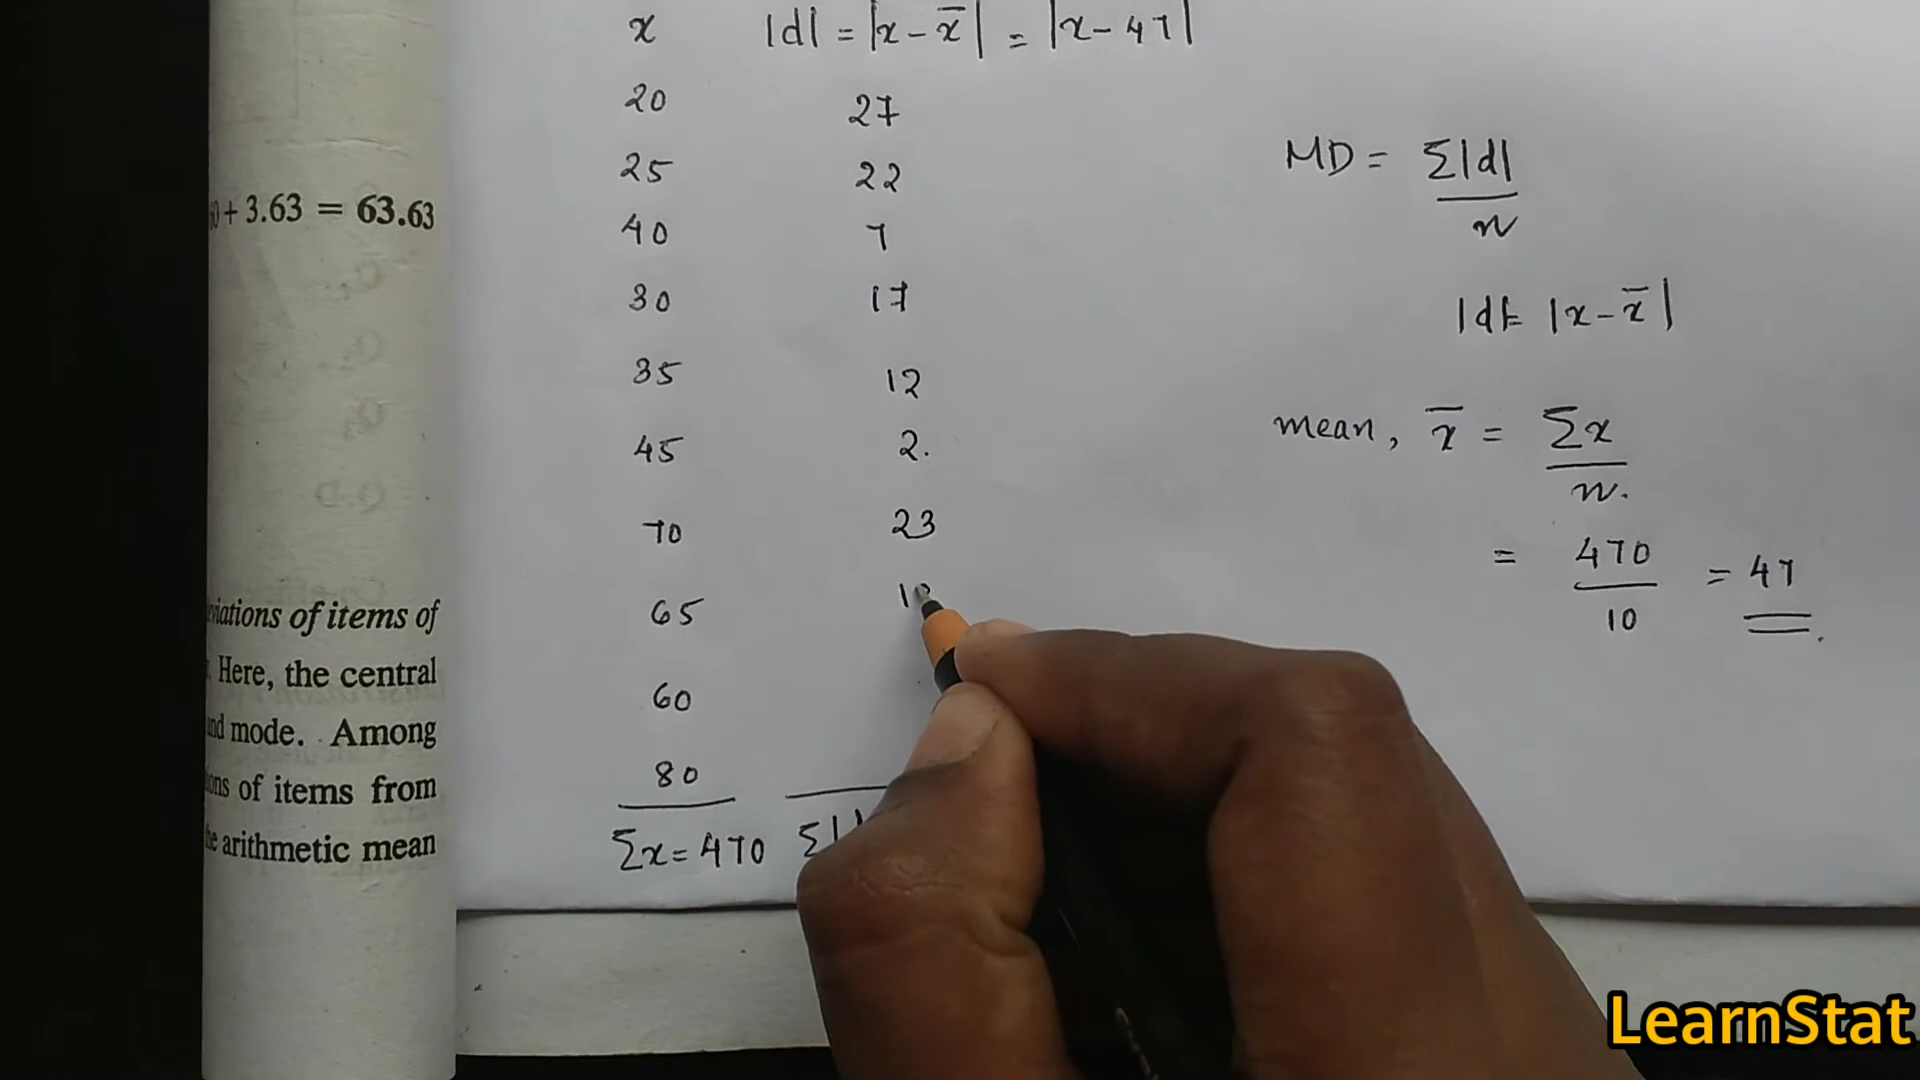 x |d| = |x - x̄| = |x - 47|
20 27
25 22
40 7
30 17
35 12
45 2.
70 23
65
60
80
Σx = 470
MD = Σ|d|
n
|d| = |x - x̄|
mean, x̄ = Σx
n.
= 470 = 47
10
+ 3.63 = 63.63
of items of
Here, the central
mode. Among
of items from
arithmetic mean
LearnStat